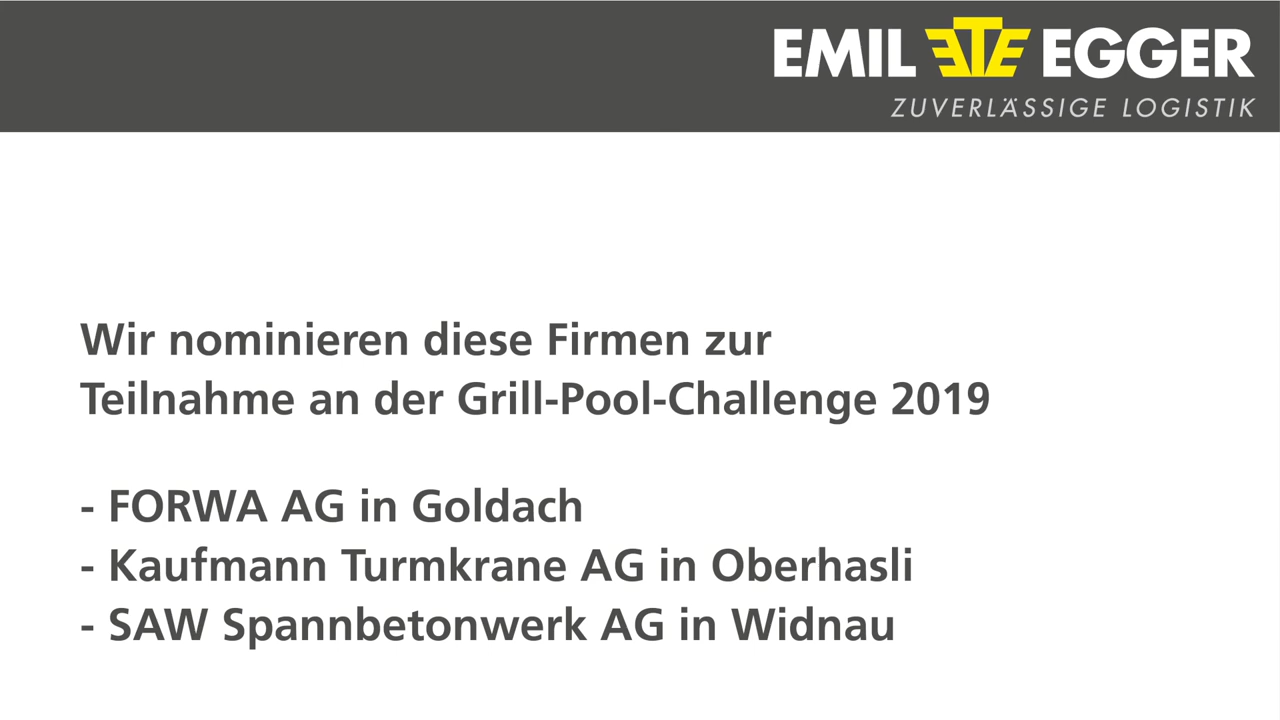 EMIL EGGER
ZUVERLÄSSIGE LOGISTIK
Wir nominieren diese Firmen zur
Teilnahme an der Grill-Pool-Challenge 2019
- FORWA AG in Goldach
- Kaufmann Turmkrane AG in Oberhasli
- SAW Spannbetonwerk AG in Widnau